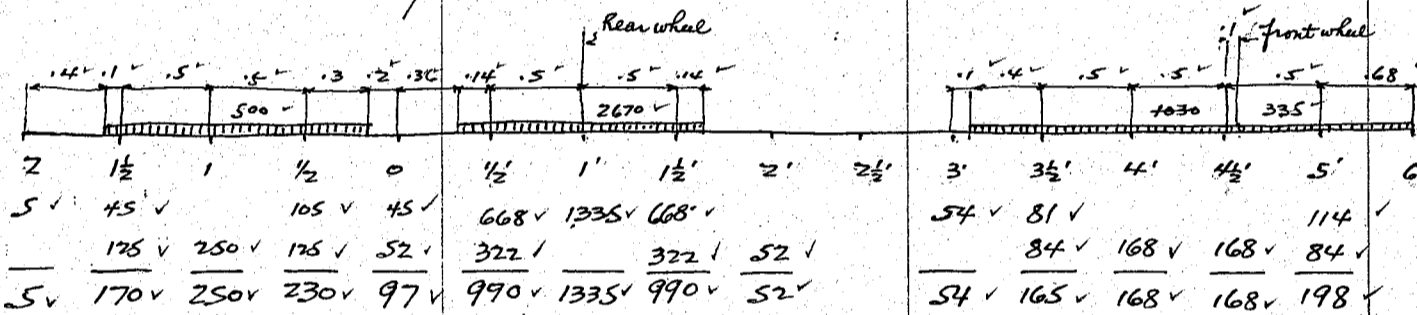 Rear wheel
.1 ✓ front wheel
.4 ✓ .1 ✓ .5 ✓ .5 ✓ .3 .2 ✓ .36 .14 ✓ .5 ✓ .5 ✓ .14 ✓ .1 ✓ .4 ✓ .5 ✓ .5 ✓ .5 ✓ .68
500 ✓ 2670 ✓ 1030 335 ✓
2 1½ 1 ½ 0 ½' 1' 1½' 2' 2½' 3' 3½' 4' 4½' 5' 6
5 ✓ 45 ✓ 105 ✓ 45 ✓ 668 ✓ 1335 ✓ 668 ✓ 54 ✓ 81 ✓ 114 ✓
125 ✓ 250 ✓ 125 ✓ 52 ✓ 322 ✓ 322 ✓ 52 ✓ 84 ✓ 168 ✓ 168 ✓ 84 ✓
5 ✓ 170 ✓ 250 ✓ 230 ✓ 97 ✓ 990 ✓ 1335 ✓ 990 ✓ 52 ✓ 54 ✓ 165 ✓ 168 ✓ 168 ✓ 198 ✓